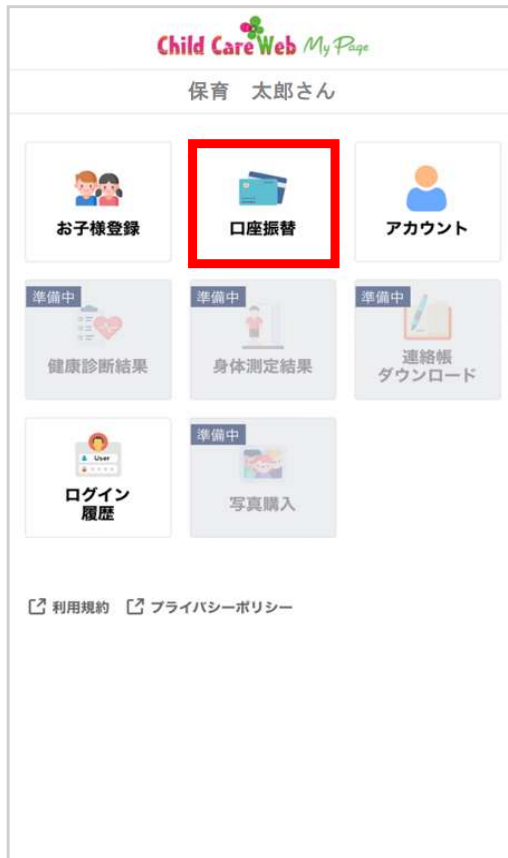 Child Care Web My Page
保育　太郎さん
お子様登録
口座振替
アカウント
準備中
健康診断結果
準備中
身体測定結果
準備中
連絡帳
ダウンロード
User
ログイン
履歴
準備中
写真購入
利用規約
プライバシーポリシー